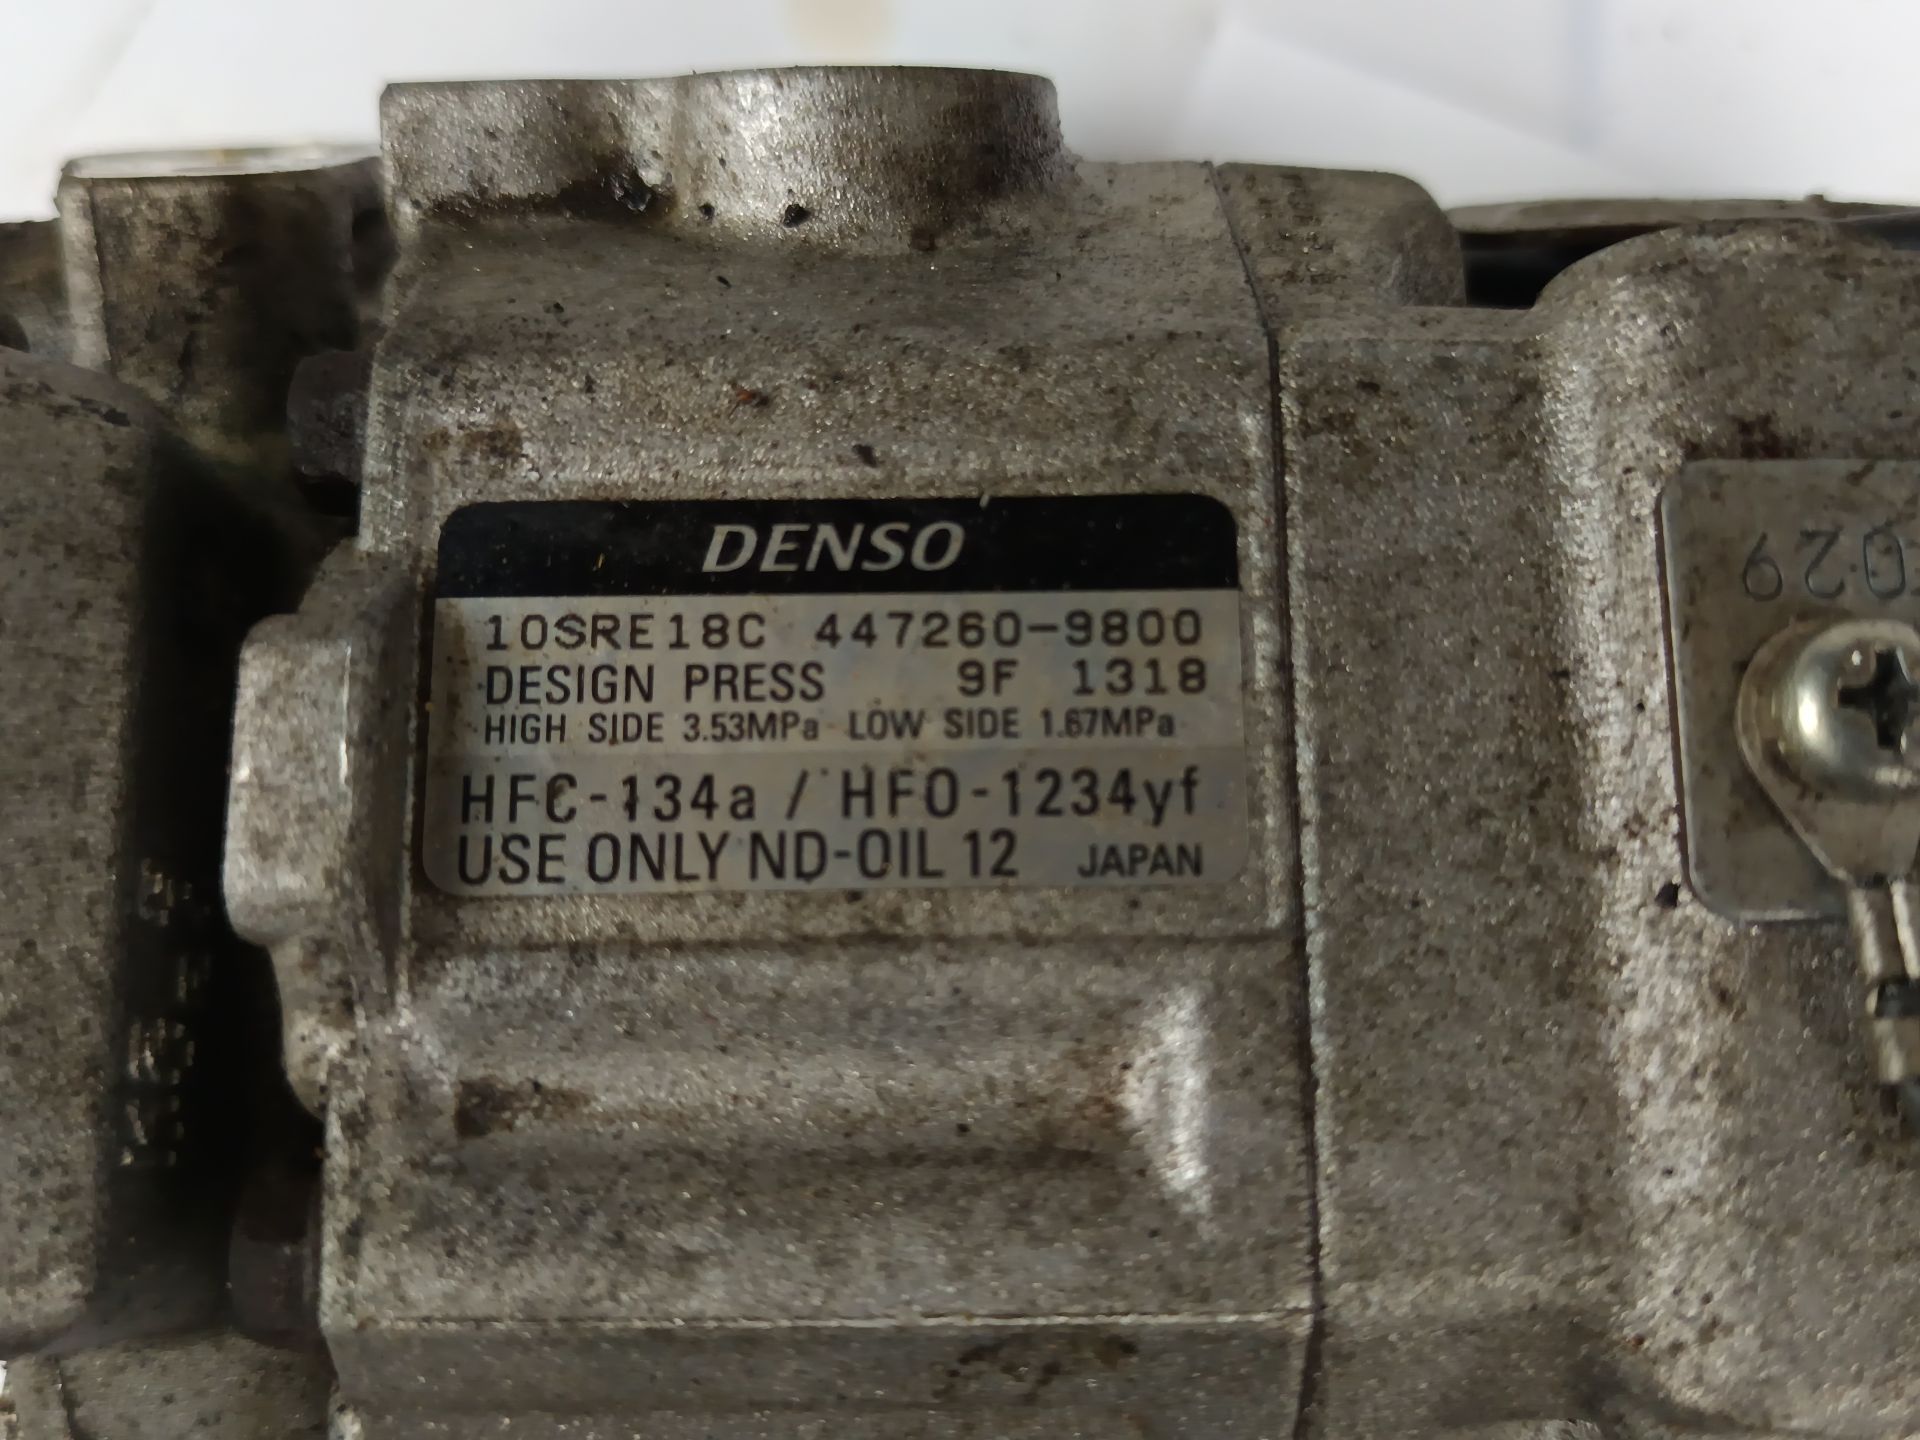 DENSO
10SRE18C 447260-9800
DESIGN PRESS 9F 1318
HIGH SIDE 3.53MPa LOW SIDE 1.67MPa
HFC-134a / HFO-1234yf
USE ONLY ND-OIL 12 JAPAN